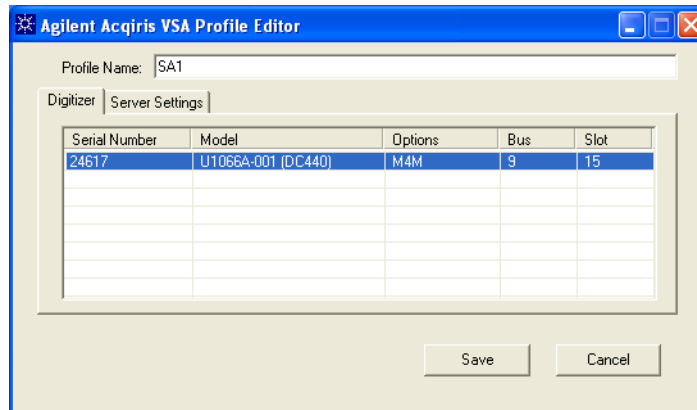 Agilent Acqiris VSA Profile Editor
Profile Name: SA1
Digitizer Server Settings
Serial Number Model Options Bus Slot
24617 U1066A-001 (DC440) M4M 9 15
Save Cancel